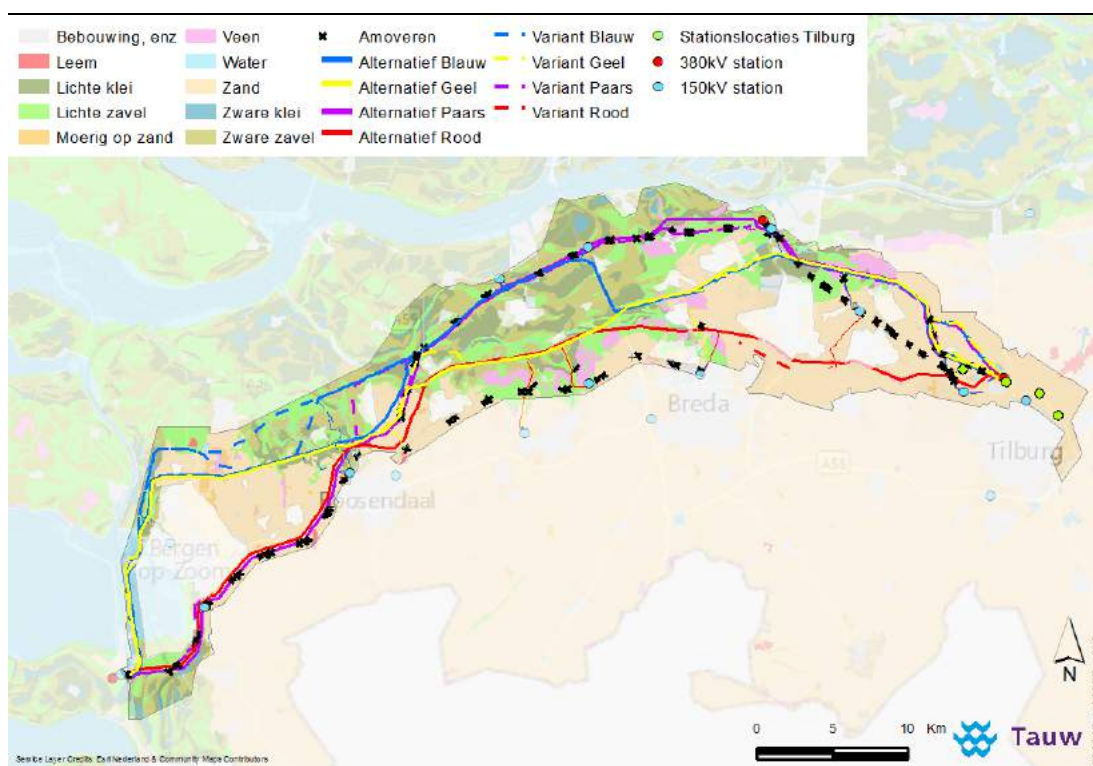 Bebouwing, enz
Leem
Lichte klei
Lichte zavel
Moerig op zand
Veen
Water
Zand
Zware klei
Zware zavel
Amoveren
Alternatief Blauw
Alternatief Geel
Alternatief Paars
Alternatief Rood
Variant Blauw
Variant Geel
Variant Paars
Variant Rood
Stationslocaties Tilburg
380kV station
150kV station
Breda
Tilburg
A58
Roosendaal
Bergen
op Zoom
N
0 5 10 Km
Tauw
Service Layer Credits: Esri Nederland & Community Maps Contributors